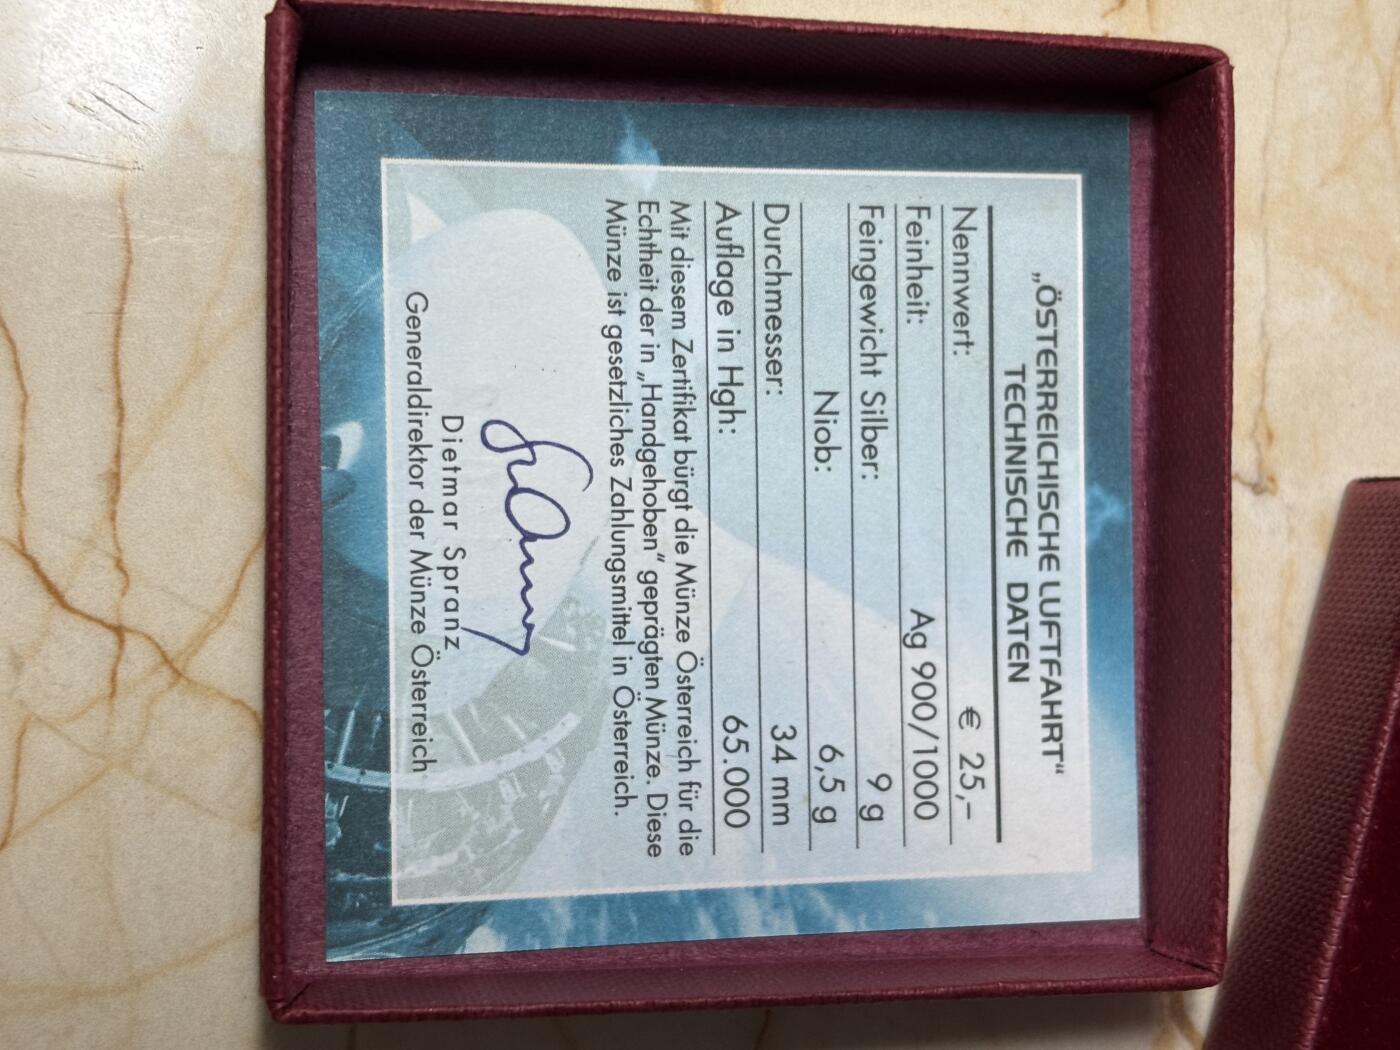 „ÖSTERREICHISCHE LUFTFAHRT“
TECHNISCHE DATEN
Nennwert: € 25,–
Feinheit: Ag 900/1000
Feingewicht Silber: 9 g
Niob: 6,5 g
Durchmesser: 34 mm
Auflage in Hgh: 65.000
Mit diesem Zertifikat bürgt die Münze Österreich für die
Echtheit der in „Handgehoben“ geprägten Münze. Diese
Münze ist gesetzliches Zahlungsmittel in Österreich.
Dietmar Spranz
Generaldirektor der Münze Österreich